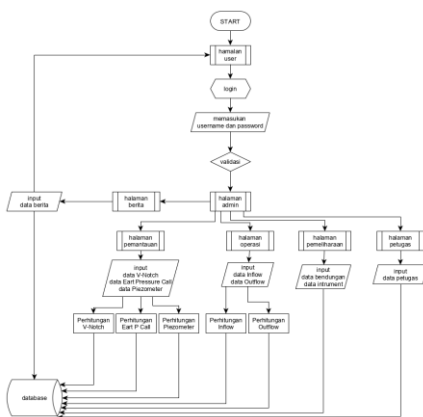 START
hamalan
user
login
memasukan
username dan password
validasi
input
data berita
halaman
berita
halaman
admin
halaman
pemantauan
halaman
operasi
halaman
pemeliharaan
halaman
petugas
input
data V-Notch
data Eart Pressure Call
data Piezometer
input
data Inflow
data Outflow
input
data bendungan
data intrument
input
data petugas
Perhitungan
V-Notch
Perhitungan
Eart P Call
Perhitungan
Piezometer
Perhitungan
Inflow
Perhitungan
Outflow
database